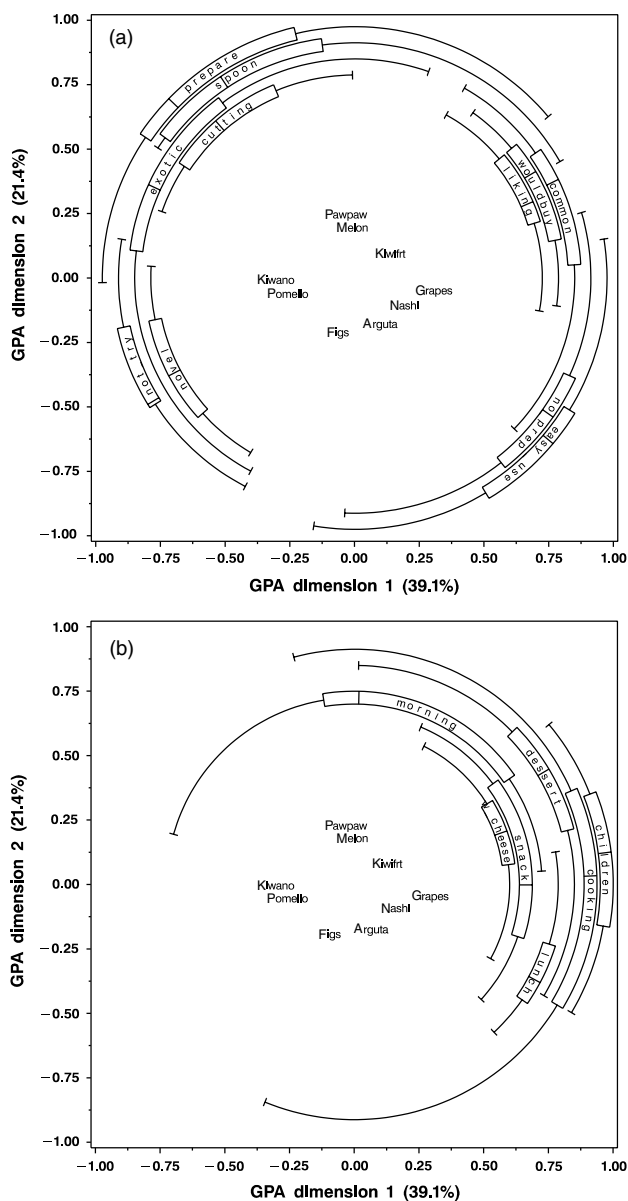 (a)
1.00
0.75
0.50
0.25
0.00
−0.25
−0.50
−0.75
−1.00
GPA dimension 2 (21.4%)
prepare
spoon
exotic
cutting
common
wouldbuy
liking
Pawpaw
Melon
Kiwifrt
Kiwano
Pomello
Grapes
Nashi
Arguta
Figs
not try
novel
no prep
easy use
−1.00 −0.75 −0.50 −0.25 0.00 0.25 0.50 0.75 1.00
GPA dimension 1 (39.1%)
(b)
1.00
0.75
0.50
0.25
0.00
−0.25
−0.50
−0.75
−1.00
GPA dimension 2 (21.4%)
morning
dessert
cheese
snack
children
cooking
lunch
Pawpaw
Melon
Kiwifrt
Kiwano
Pomello
Grapes
Nashi
Arguta
Figs
−1.00 −0.75 −0.50 −0.25 0.00 0.25 0.50 0.75 1.00
GPA dimension 1 (39.1%)